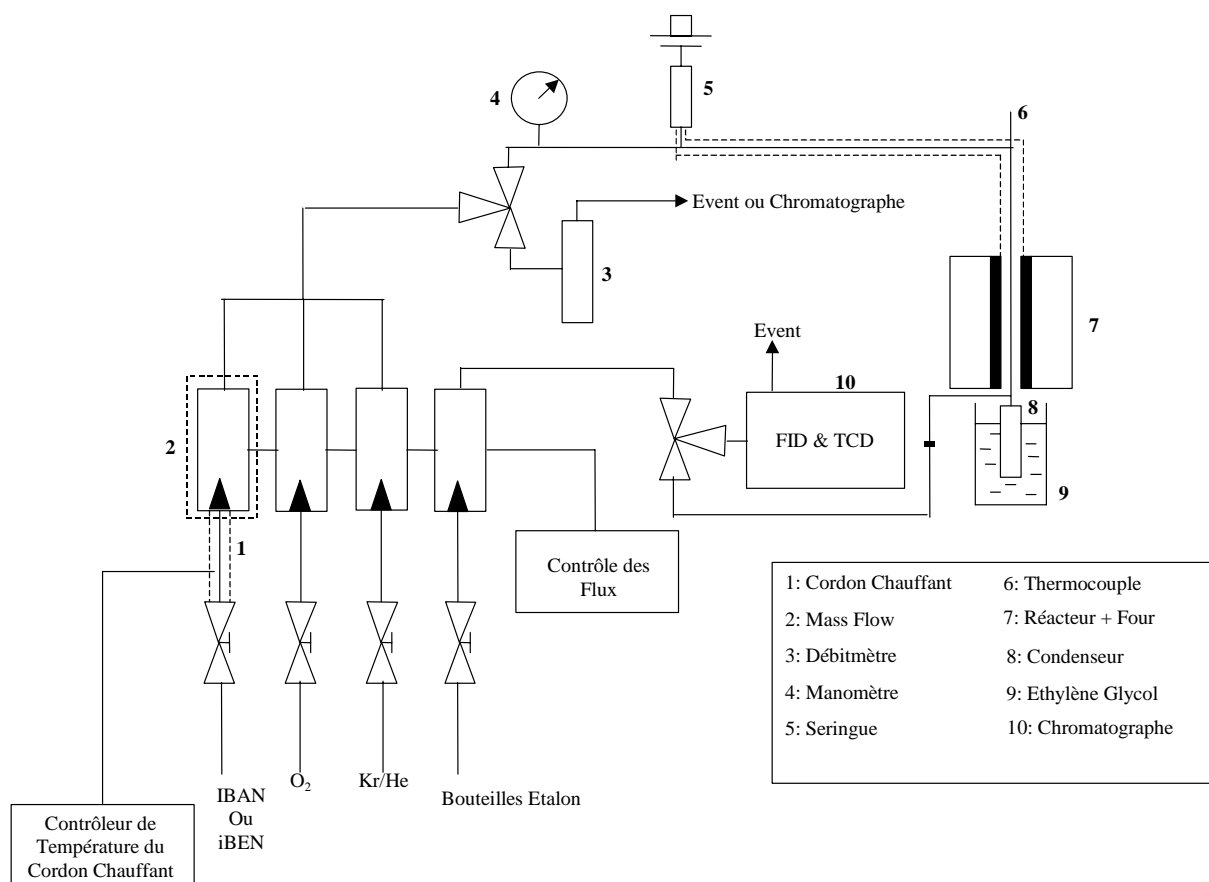 4
5
6
Event ou Chromatographe
3
7
Event
10
FID & TCD
8
9
2
1
Contrôle des
Flux
1: Cordon Chauffant
2: Mass Flow
3: Débitmètre
4: Manomètre
5: Seringue
6: Thermocouple
7: Réacteur + Four
8: Condenseur
9: Ethylène Glycol
10: Chromatographe
IBAN
Ou
iBEN
O₂
Kr/He
Bouteilles Etalon
Contrôleur de
Température du
Cordon Chauffant